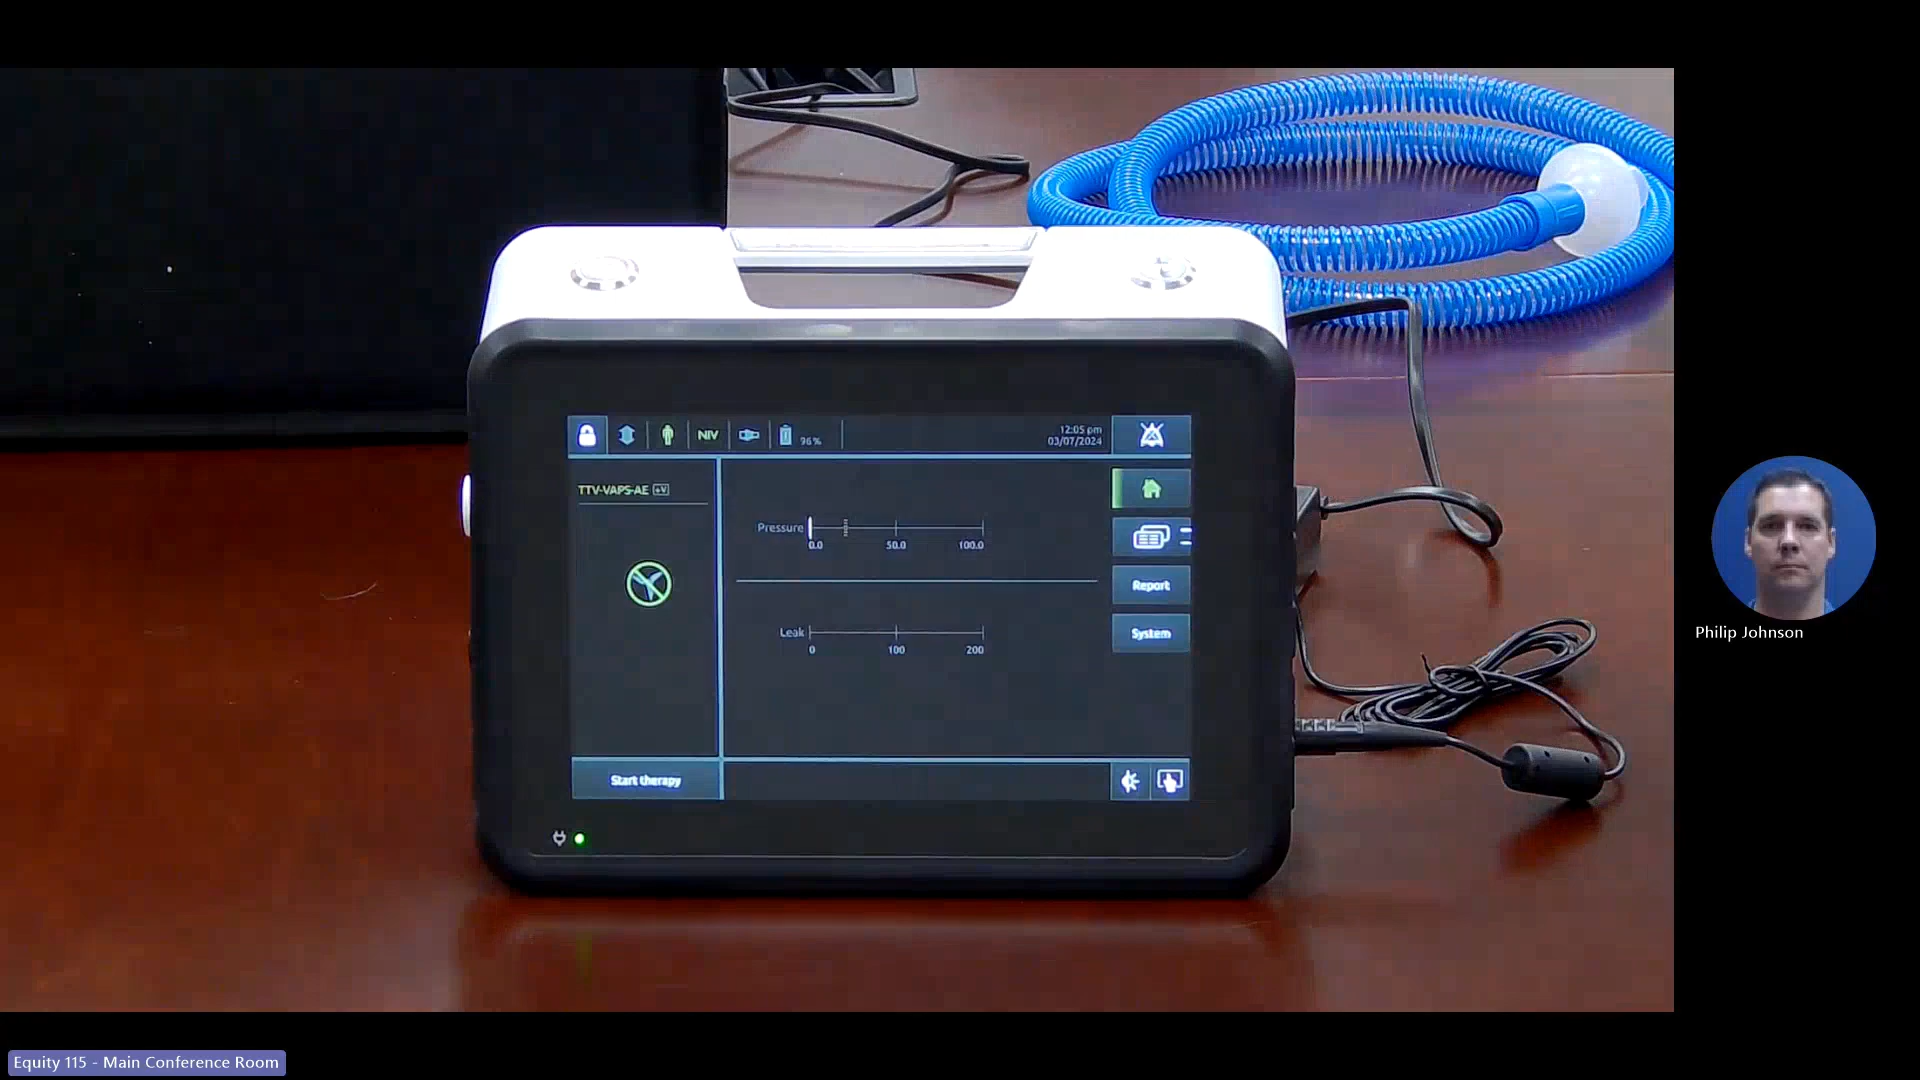 NIV
96 %
12:05 pm
03/07/2024
TTV-VAPS-AE +V
Pressure
0.0 50.0 100.0
Report
Leak
0 100 200
System
Start therapy
Philip Johnson
Equity 115 - Main Conference Room